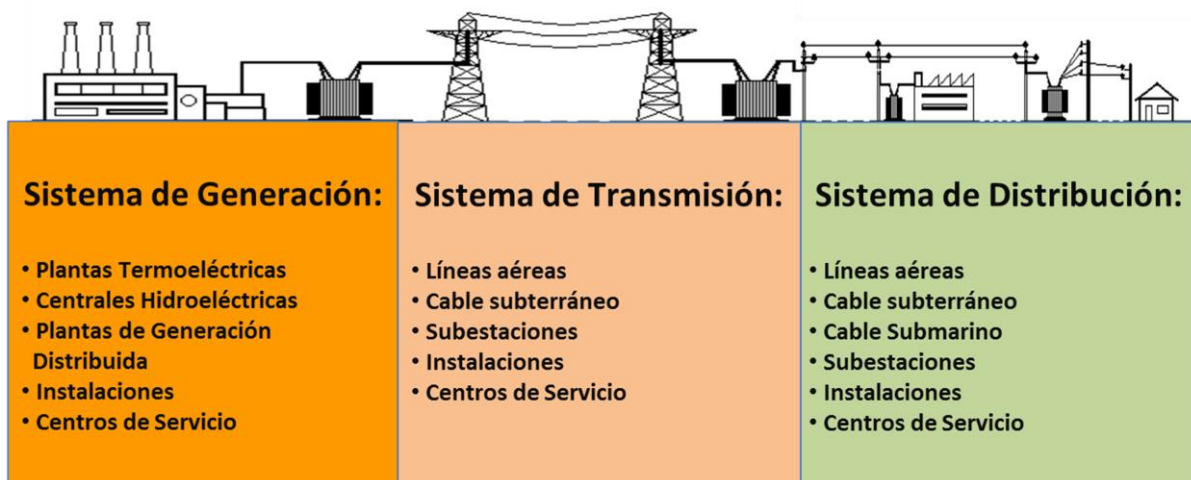 Sistema de Generación:
• Plantas Termoeléctricas
• Centrales Hidroeléctricas
• Plantas de Generación
Distribuida
• Instalaciones
• Centros de Servicio
Sistema de Transmisión:
• Líneas aéreas
• Cable subterráneo
• Subestaciones
• Instalaciones
• Centros de Servicio
Sistema de Distribución:
• Líneas aéreas
• Cable subterráneo
• Cable Submarino
• Subestaciones
• Instalaciones
• Centros de Servicio